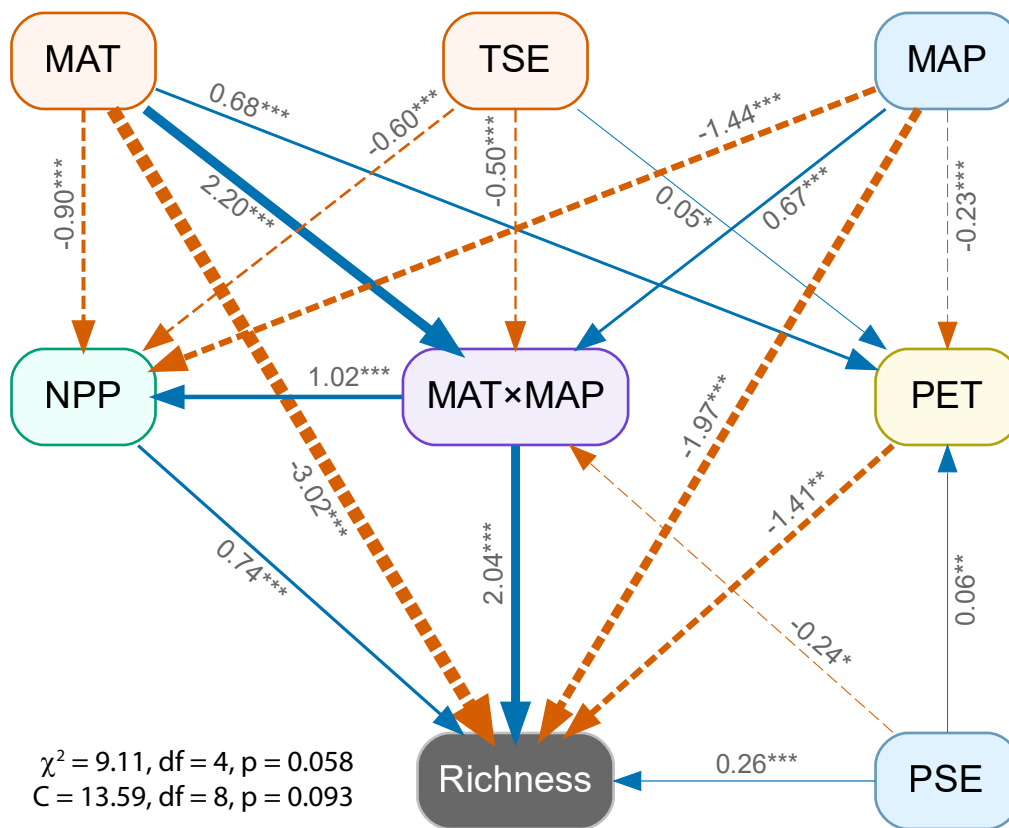 MAT
TSE
MAP
0.68***
-0.60***
-1.44***
-0.90***
2.20***
-0.50***
0.05*
0.67***
-0.23***
NPP
1.02***
MAT×MAP
PET
-3.02***
-1.97***
-1.41**
0.74***
2.04***
0.06**
-0.24*
χ² = 9.11, df = 4, p = 0.058
C = 13.59, df = 8, p = 0.093
Richness
0.26***
PSE